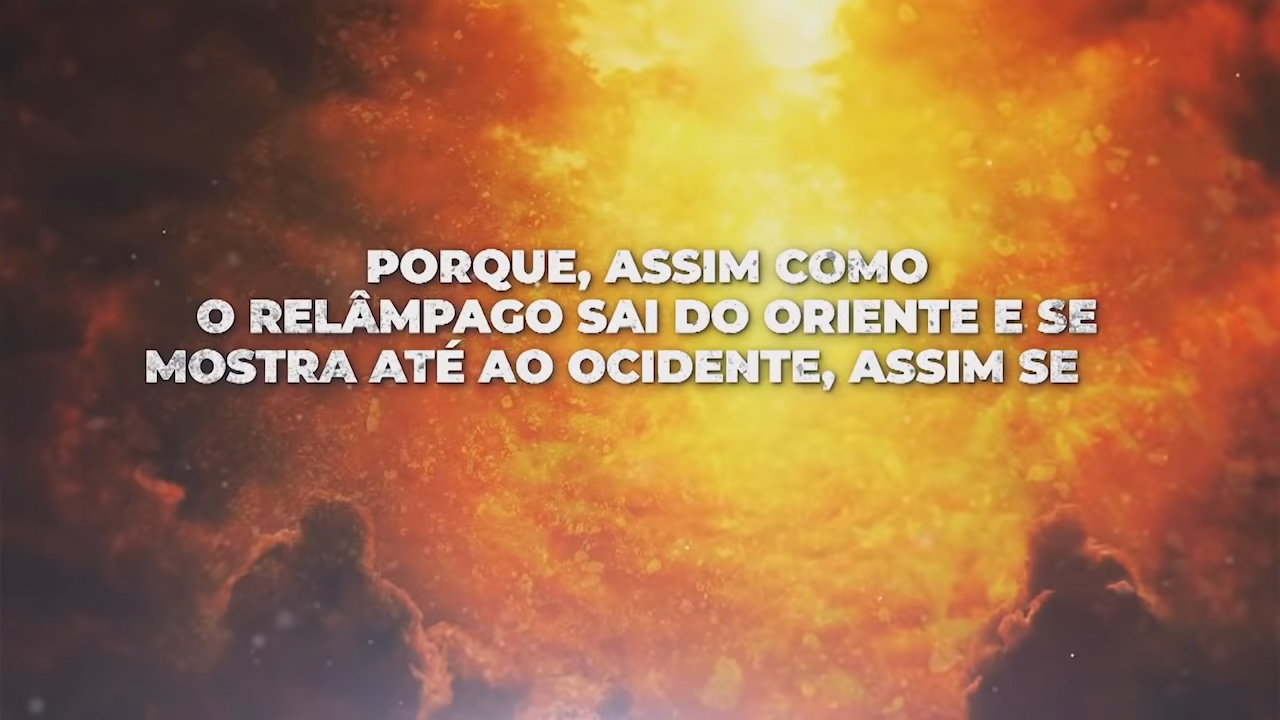 PORQUE, ASSIM COMO
O RELÂMPAGO SAI DO ORIENTE E SE
MOSTRA ATÉ AO OCIDENTE, ASSIM SE